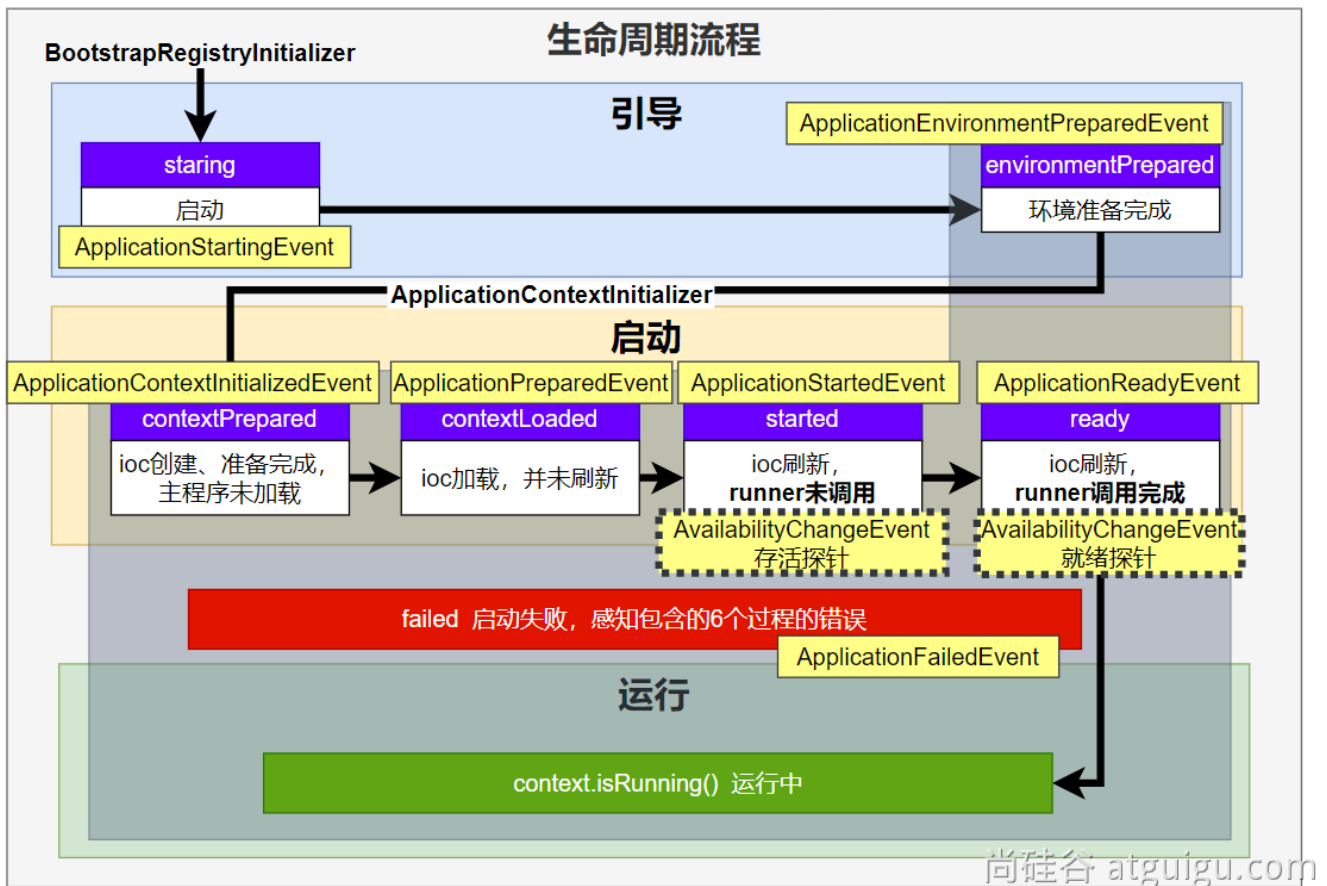 生命周期流程
BootstrapRegistryInitializer
引导
ApplicationEnvironmentPreparedEvent
staring
environmentPrepared
启动
环境准备完成
ApplicationStartingEvent
ApplicationContextInitializer
启动
ApplicationContextInitializedEvent
ApplicationPreparedEvent
ApplicationStartedEvent
ApplicationReadyEvent
contextPrepared
contextLoaded
started
ready
ioc创建、准备完成，
主程序未加载
ioc加载，并未刷新
ioc刷新，
runner未调用
ioc刷新，
runner调用完成
AvailabilityChangeEvent
存活探针
AvailabilityChangeEvent
就绪探针
failed 启动失败，感知包含的6个过程的错误
ApplicationFailedEvent
运行
context.isRunning() 运行中
尚硅谷 atguigu.com